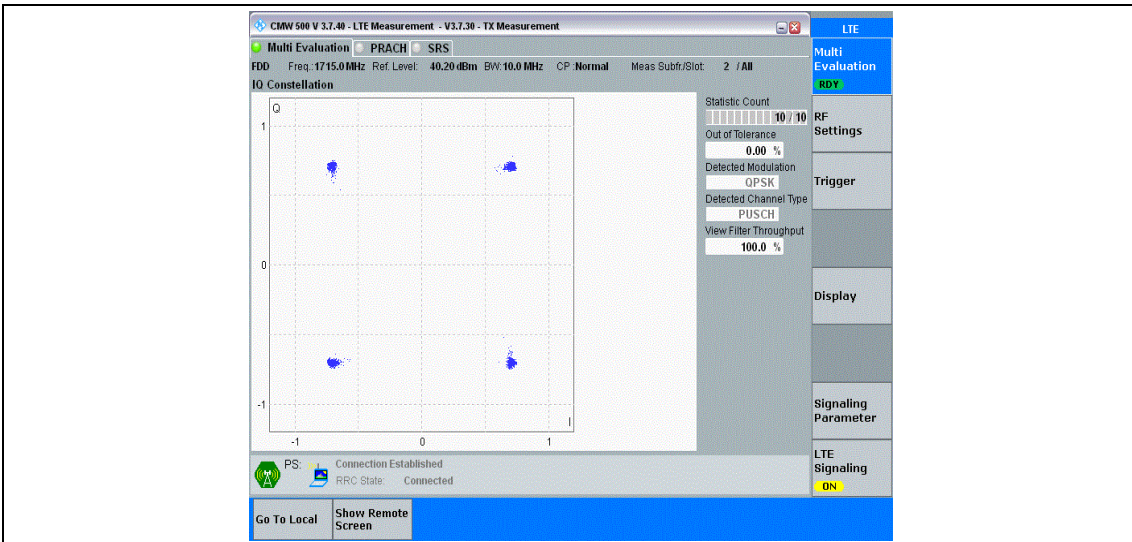 CMW 500 V 3.7.40 - LTE Measurement - V3.7.30 - TX Measurement
LTE
Multi Evaluation PRACH SRS
FDD Freq.:1715.0 MHz Ref. Level: 40.20 dBm BW:10.0 MHz CP :Normal Meas Subfr./Slot: 2 / All
IQ Constellation
Q
1
0
-1
-1 0 1
I
Statistic Count
10 / 10
Out of Tolerance
0.00 %
Detected Modulation
QPSK
Detected Channel Type
PUSCH
View Filter Throughput
100.0 %
Multi
Evaluation
RDY
RF
Settings
Trigger
Display
Signaling
Parameter
LTE
Signaling
ON
PS: Connection Established
RRC State: Connected
Go To Local
Show Remote
Screen